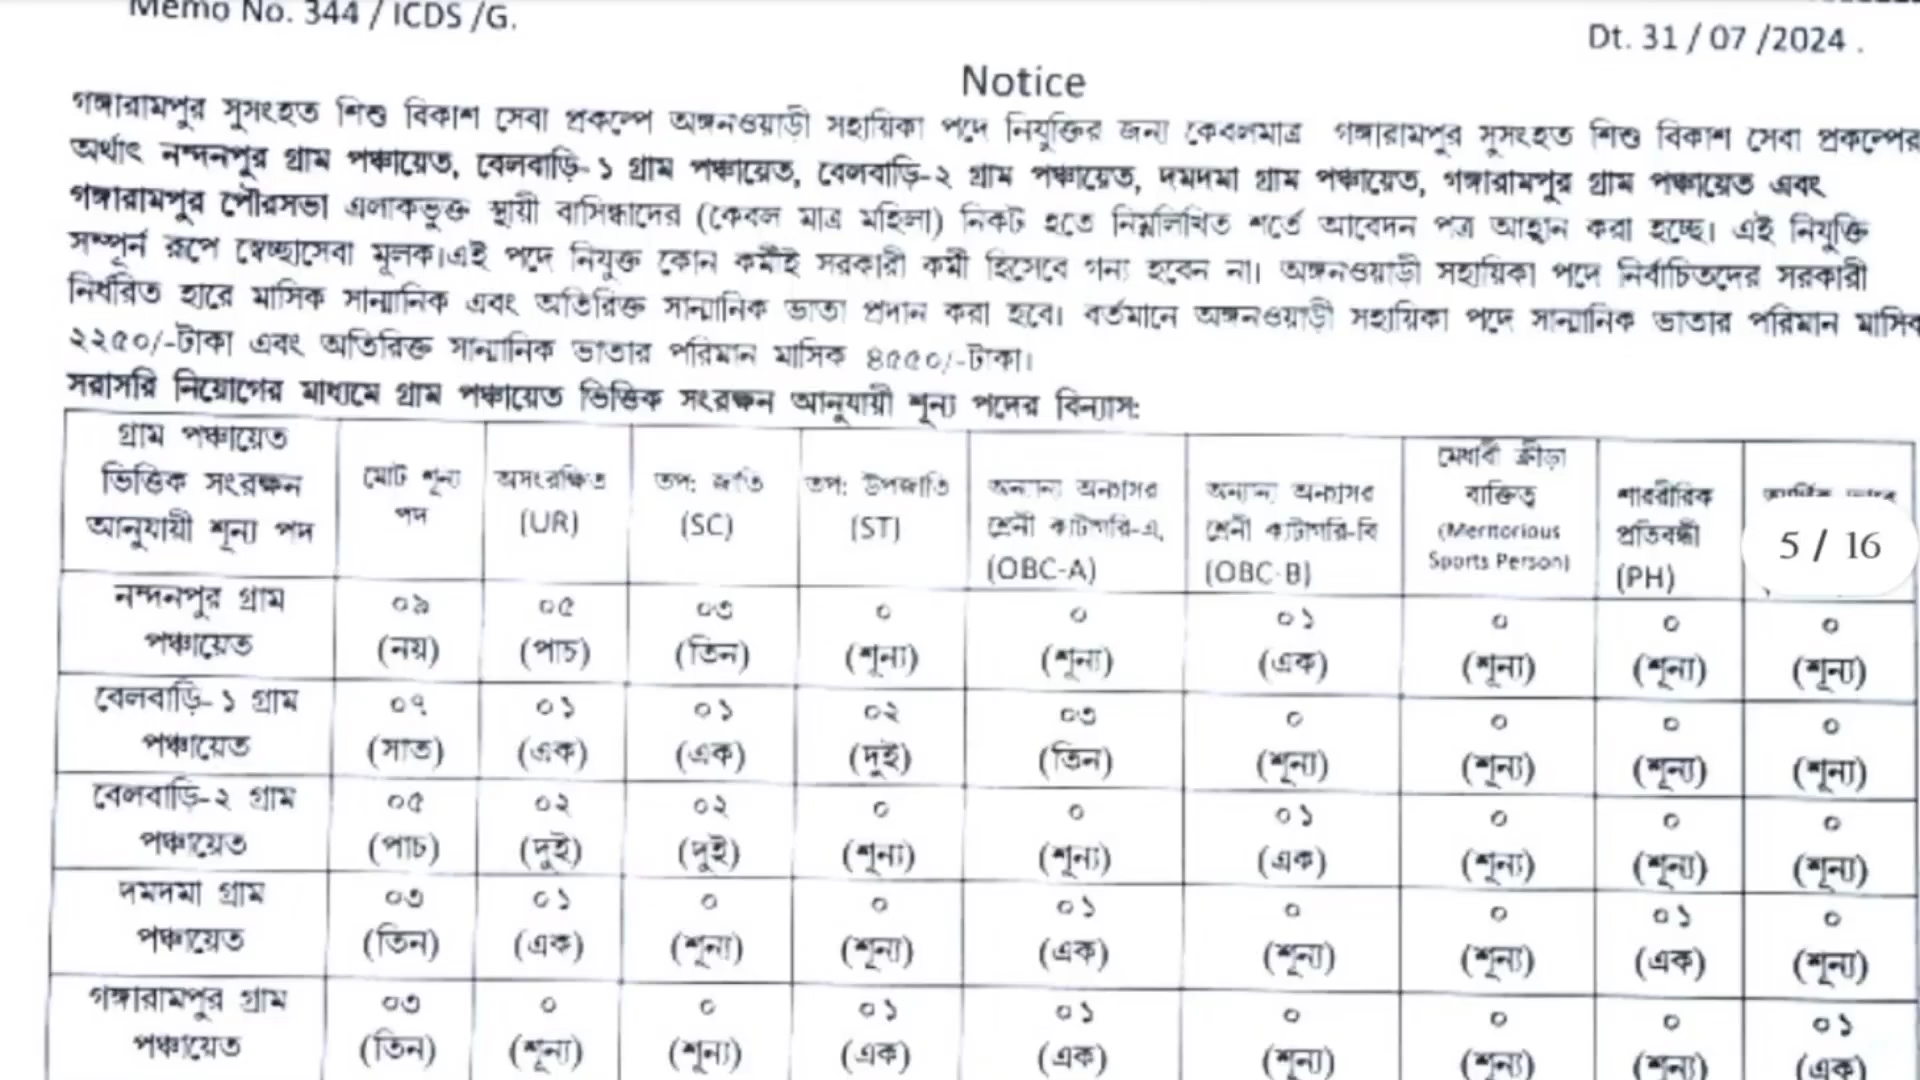 Memo No. 344 / ICDS /G.
Dt. 31 / 07 /2024 .
Notice
গঙ্গারামপুর সুসংহত শিশু বিকাশ সেবা প্রকল্পে অঙ্গনওয়াড়ী সহায়িকা পদে নিযুক্তির জন্য কেবলমাত্র গঙ্গারামপুর সুসংহত শিশু বিকাশ সেবা প্রকল্পের
অর্থাৎ নন্দনপুর গ্রাম পঞ্চায়েত, বেলবাড়ি- ১ গ্রাম পঞ্চায়েত, বেলবাড়ি-২ গ্রাম পঞ্চায়েত, দমদমা গ্রাম পঞ্চায়েত, গঙ্গারামপুর গ্রাম পঞ্চায়েত এবং
গঙ্গারামপুর পৌরসভা এলাকভুক্ত স্থায়ী বাসিন্ধাদের (কেবল মাত্র মহিলা) নিকট হতে নিম্নলিখিত শর্তে আবেদন পত্র আহ্বান করা হচ্ছে। এই নিযুক্তি
সম্পূর্ন রূপে স্বেচ্ছাসেবা মূলক।এই পদে নিযুক্ত কোন কর্মীই সরকারী কর্মী হিসেবে গন্য হবেন না। অঙ্গনওয়াড়ী সহায়িকা পদে নির্বাচিতদের সরকারী
নির্ধারিত হারে মাসিক সান্মানিক এবং অতিরিক্ত সান্মানিক ভাতা প্রদান করা হবে। বর্তমানে অঙ্গনওয়াড়ী সহায়িকা পদে সান্মানিক ভাতার পরিমান মাসিক
২২৫০/-টাকা এবং অতিরিক্ত সান্মানিক ভাতার পরিমান মাসিক ৪৫৫০/-টাকা।
সরাসরি নিয়োগের মাধ্যমে গ্রাম পঞ্চায়েত ভিত্তিক সংরক্ষন আনুযায়ী শূন্য পদের বিন্যাস:
গ্রাম পঞ্চায়েত
ভিত্তিক সংরক্ষন
আনুযায়ী শূন্য পদ
মোট শূন্য
পদ
অসংরক্ষিত
(UR)
তপ: জাতি
(SC)
তপ: উপজাতি
(ST)
অন্যান্য অনগ্রসর
শ্রেনী ক্যাটাগরি-এ,
(OBC-A)
অন্যান্য অনগ্রসর
শ্রেনী ক্যাটাগরি-বি
(OBC-B)
মেধাবী ক্রীড়া
ব্যক্তিত্ব
(Meritorious
Sports Person)
শারীরিক
প্রতিবন্ধী
(PH)
5 / 16
নন্দনপুর গ্রাম
পঞ্চায়েত
০৯ ০৫ ০৩ ০ ০ ০১ ০ ০ ০
(নয়) (পাচ) (তিন) (শূন্য) (শূন্য) (এক) (শূন্য) (শূন্য) (শূন্য)
বেলবাড়ি- ১ গ্রাম
পঞ্চায়েত
০৭ ০১ ০১ ০২ ০৩ ০ ০ ০ ০
(সাত) (এক) (এক) (দুই) (তিন) (শূন্য) (শূন্য) (শূন্য) (শূন্য)
বেলবাড়ি-২ গ্রাম
পঞ্চায়েত
০৫ ০২ ০২ ০ ০ ০১ ০ ০ ০
(পাচ) (দুই) (দুই) (শূন্য) (শূন্য) (এক) (শূন্য) (শূন্য) (শূন্য)
দমদমা গ্রাম
পঞ্চায়েত
০৩ ০১ ০ ০ ০১ ০ ০ ০১ ০
(তিন) (এক) (শূন্য) (শূন্য) (এক) (শূন্য) (শূন্য) (এক) (শূন্য)
গঙ্গারামপুর গ্রাম
পঞ্চায়েত
০৩ ০ ০ ০১ ০১ ০ ০ ০ ০১
(তিন) (শূন্য) (শূন্য) (এক) (এক) (শূন্য) (শূন্য) (শূন্য) (এক)